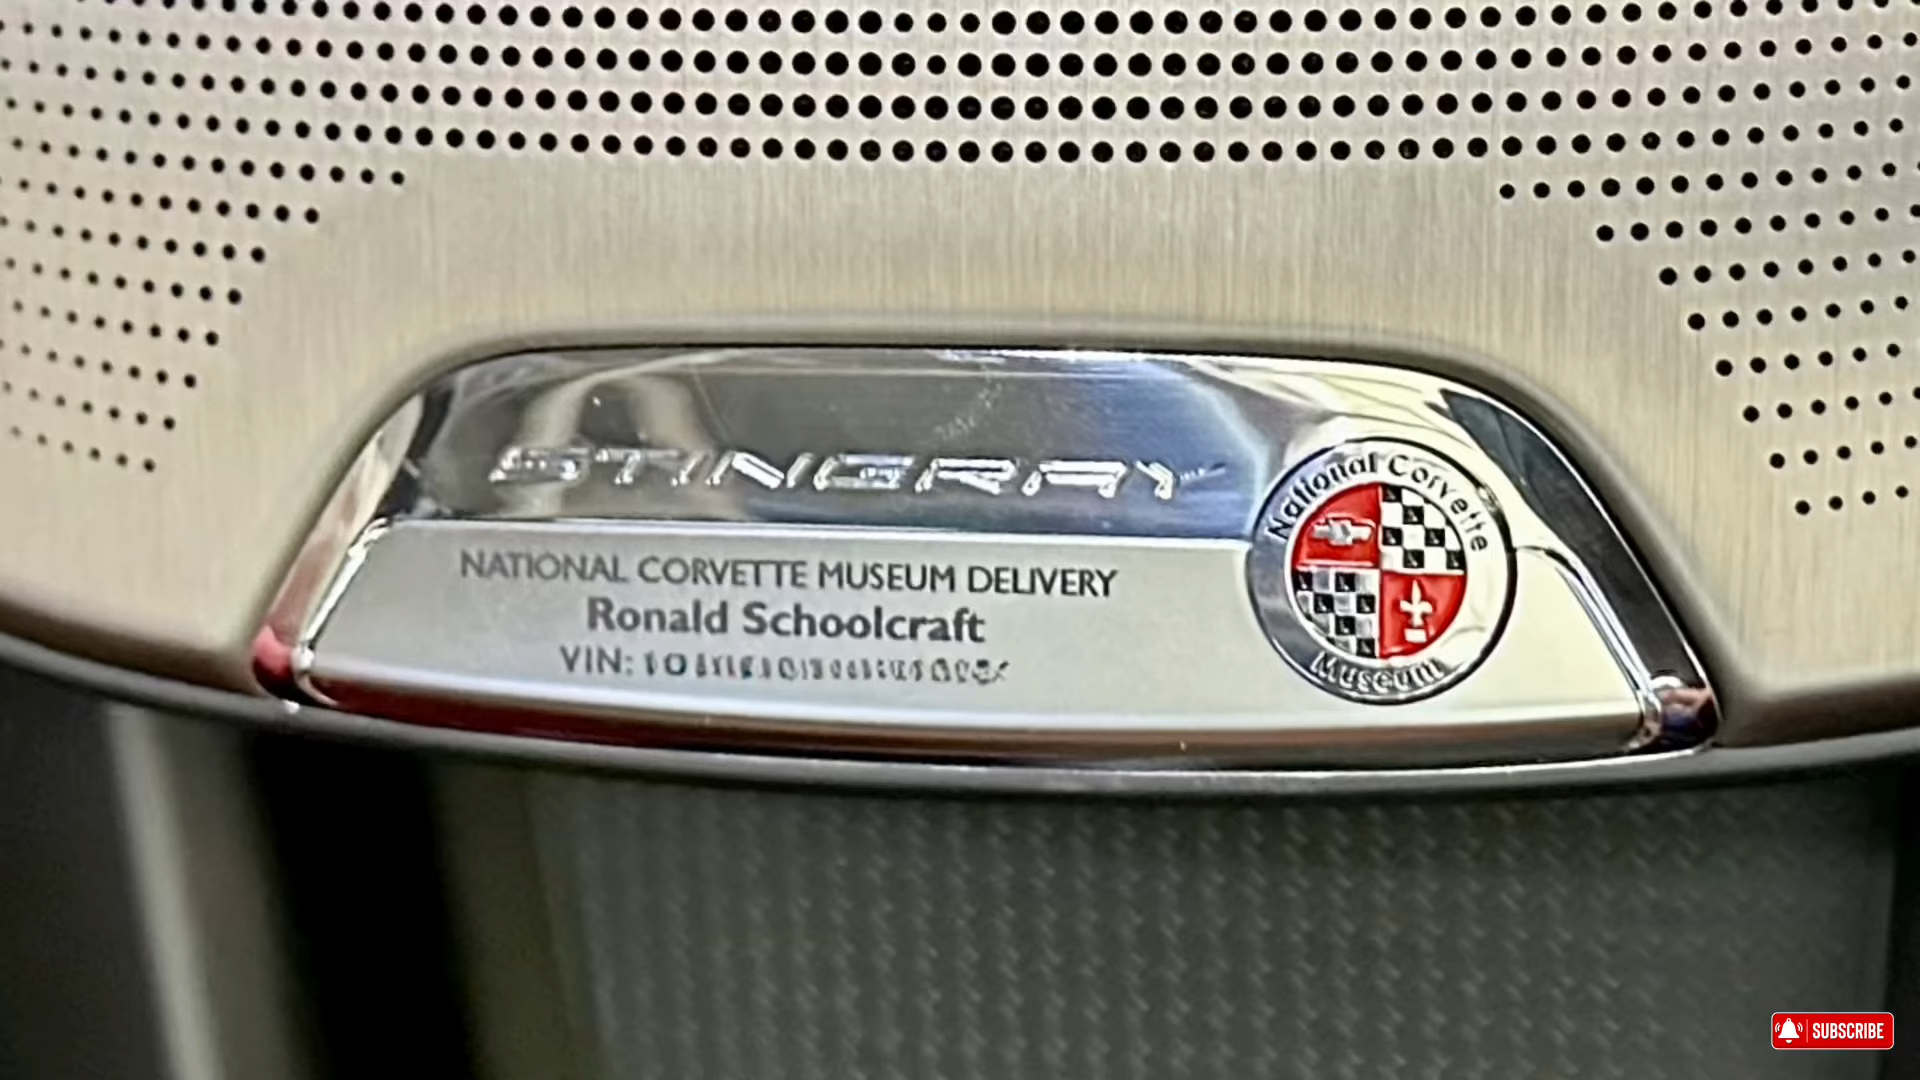 STINGRAY
National Corvette
Museum
NATIONAL CORVETTE MUSEUM DELIVERY
Ronald Schoolcraft
VIN:
SUBSCRIBE